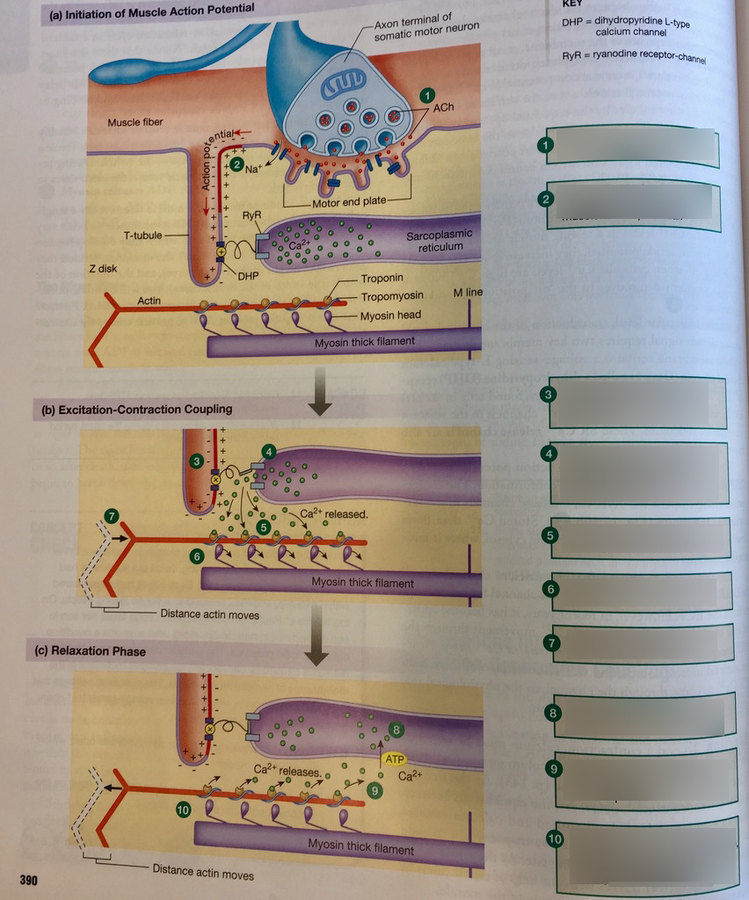 (a) Initiation of Muscle Action Potential
KEY
DHP = dihydropyridine L-type
calcium channel
RyR = ryanodine receptor-channel
Axon terminal of
somatic motor neuron
1
ACh
Muscle fiber
Action potential
2
Na⁺
Motor end plate
RyR
T-tubule
Ca²⁺
Sarcoplasmic
reticulum
Z disk
DHP
Troponin
Actin
Tropomyosin
M line
Myosin head
Myosin thick filament
1
2
(b) Excitation-Contraction Coupling
3
4
Ca²⁺ released.
7
5
6
Myosin thick filament
Distance actin moves
3
4
5
6
7
(c) Relaxation Phase
8
ATP
Ca²⁺ releases.
Ca²⁺
9
10
Myosin thick filament
Distance actin moves
8
9
10
390